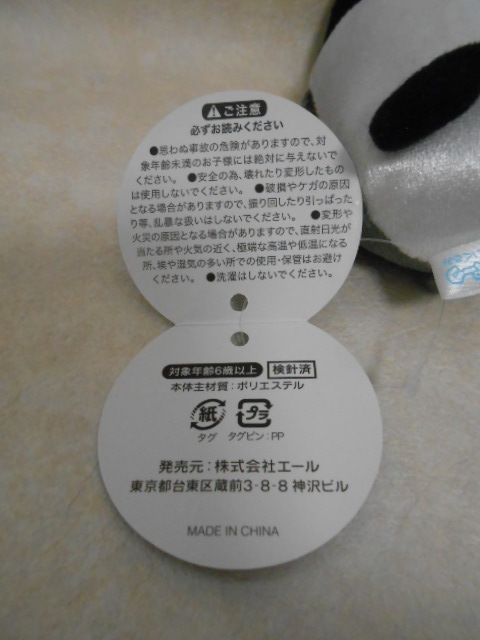 ご注意
必ずお読みください
●思わぬ事故の危険がありますので、対
象年齢未満のお子様には絶対に与えないで
ください。 ●安全の為、壊れたり変形したもの
は使用しないでください。 ●破損やケガの原因
となる場合がありますので、振り回したり引っぱった
り等、乱暴な扱いはしないでください。 ●変形や
火災の原因となる場合がありますので、直射日光が
当たる所や火気の近く、極端な高温や低温になる
所、埃や湿気の多い所での使用・保管はお避け
ください。 ●洗濯はしないでください。
対象年齢6歳以上 検針済
本体主材質:ポリエステル
紙 プラ
タグ タグピン:PP
発売元:株式会社エール
東京都台東区蔵前3-8-8 神沢ビル
MADE IN CHINA